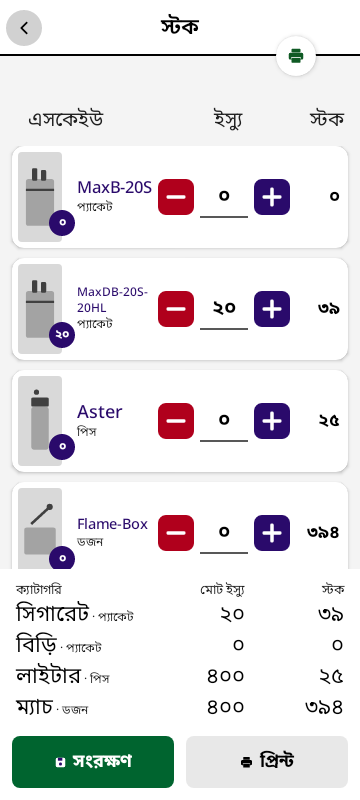 স্টক
এসকেইউ ইস্যু স্টক
MaxB-20S
প্যাকেট
০ ০ ০
MaxDB-20S-
20HL
প্যাকেট
২০ ২০ ৩৯
Aster
পিস
০ ০ ২৫
Flame-Box
ডজন
০ ০ ৩৯৪
ক্যাটাগরি মোট ইস্যু স্টক
সিগারেট · প্যাকেট ২০ ৩৯
বিড়ি · প্যাকেট ০ ০
লাইটার · পিস ৪০০ ২৫
ম্যাচ · ডজন ৪০০ ৩৯৪
সংরক্ষণ প্রিন্ট